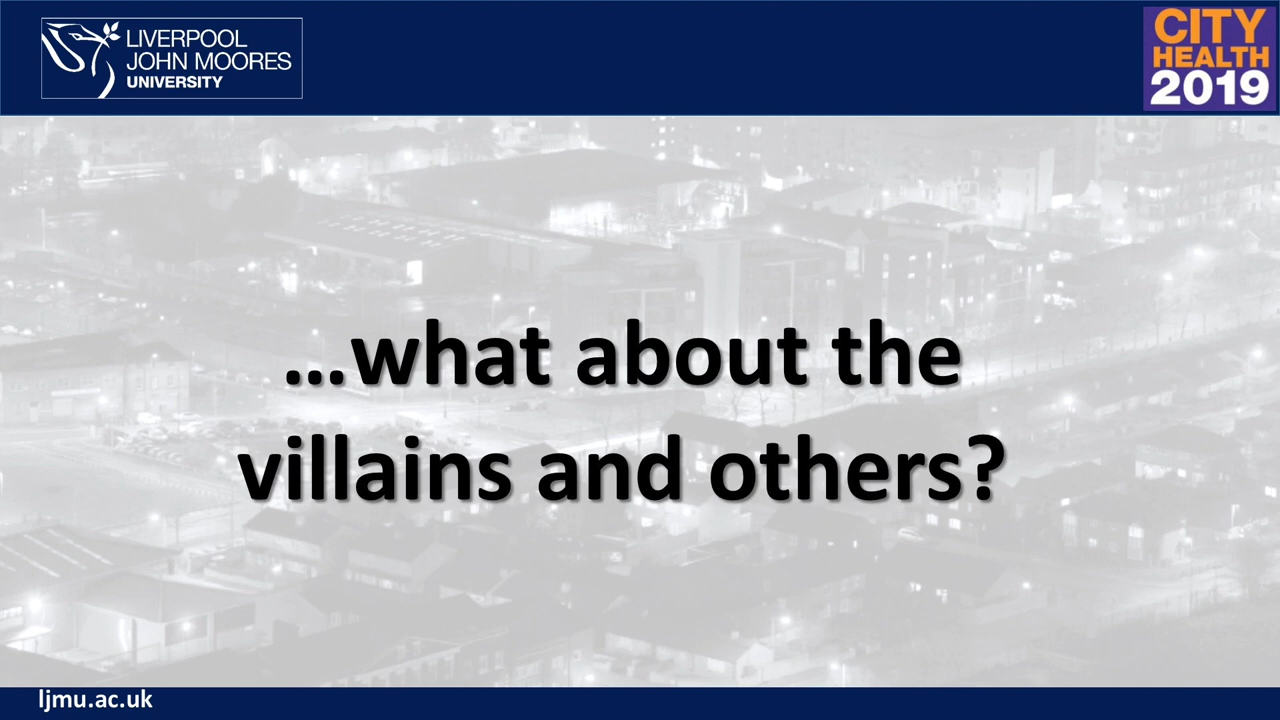 LIVERPOOL
JOHN MOORES
UNIVERSITY
CITY
HEALTH
2019
...what about the
villains and others?
ljmu.ac.uk